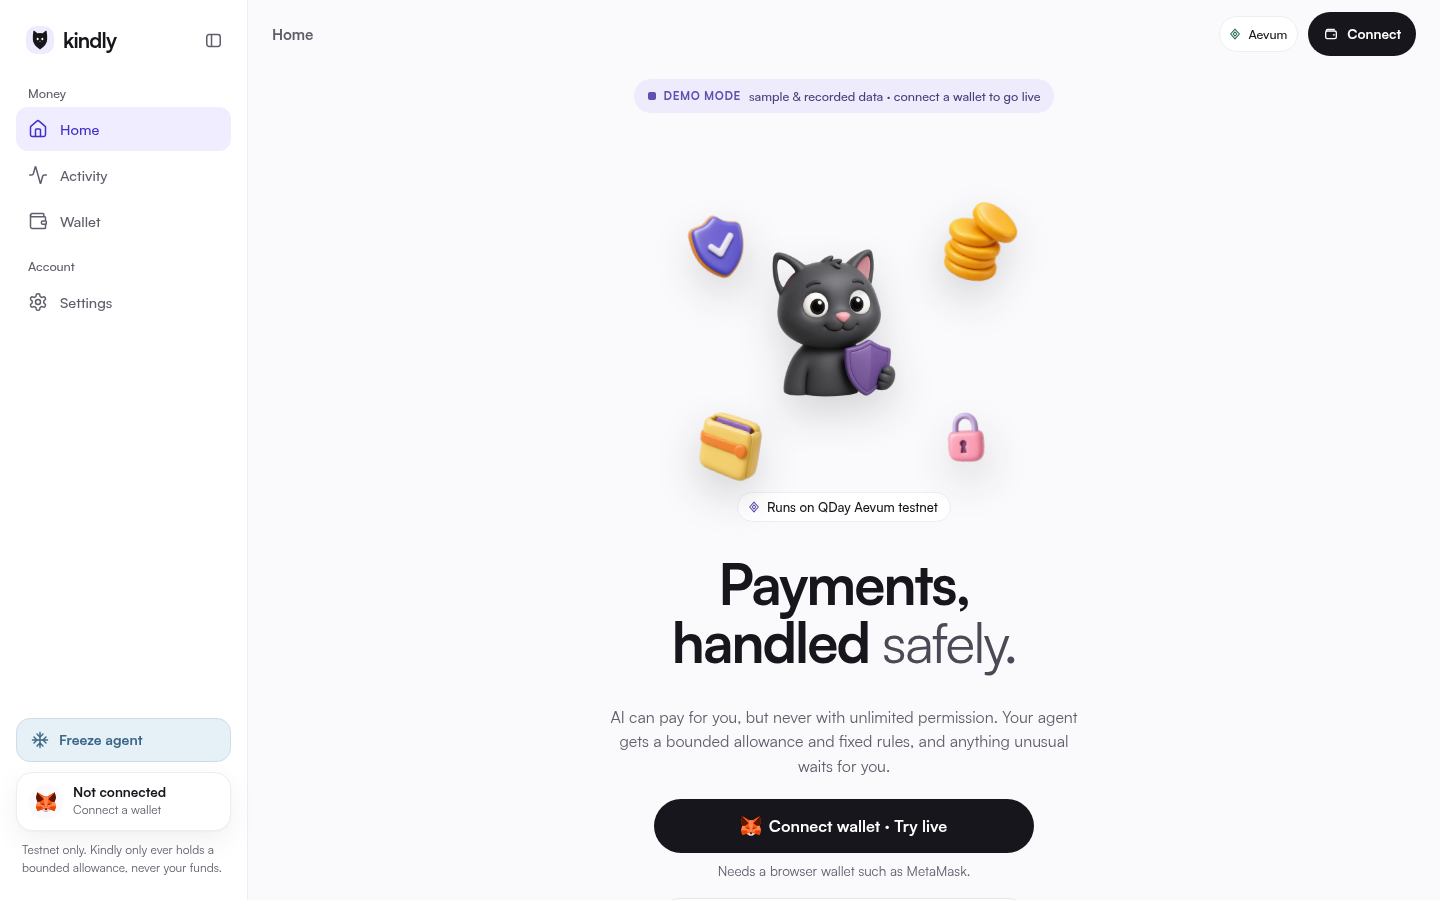 kindly
Money
Home
Activity
Wallet
Account
Settings
Freeze agent
Not connected
Connect a wallet
Testnet only. Kindly only ever holds a
bounded allowance, never your funds.
Home
Aevum
Connect
DEMO MODE sample & recorded data · connect a wallet to go live
Runs on QDay Aevum testnet
Payments,
handled safely.
AI can pay for you, but never with unlimited permission. Your agent
gets a bounded allowance and fixed rules, and anything unusual
waits for you.
Connect wallet · Try live
Needs a browser wallet such as MetaMask.